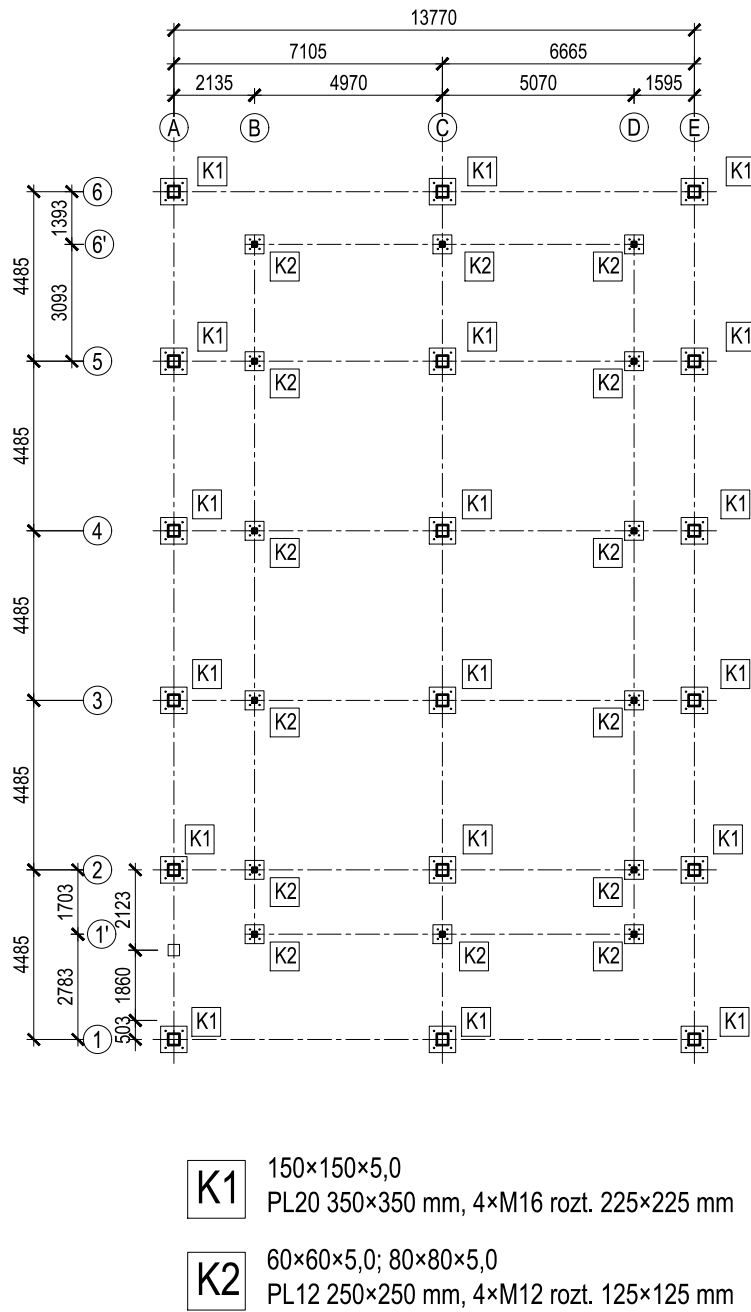 13770
7105 6665
2135 4970 5070 1595
A B C D E
K1 K1 K1
6
1393
6'
K2 K2 K2
4485
3093
K1 K1 K1
5
K2 K2
4485
K1 K1 K1
4
K2 K2
4485
K1 K1 K1
3
K2 K2
4485
K1 K1 K1
2
K2 K2
1703 2123
1'
K2 K2 K2
4485
2783 1860
K1 K1 K1
503
1
K1 150×150×5,0
PL20 350×350 mm, 4×M16 rozt. 225×225 mm
K2 60×60×5,0; 80×80×5,0
PL12 250×250 mm, 4×M12 rozt. 125×125 mm